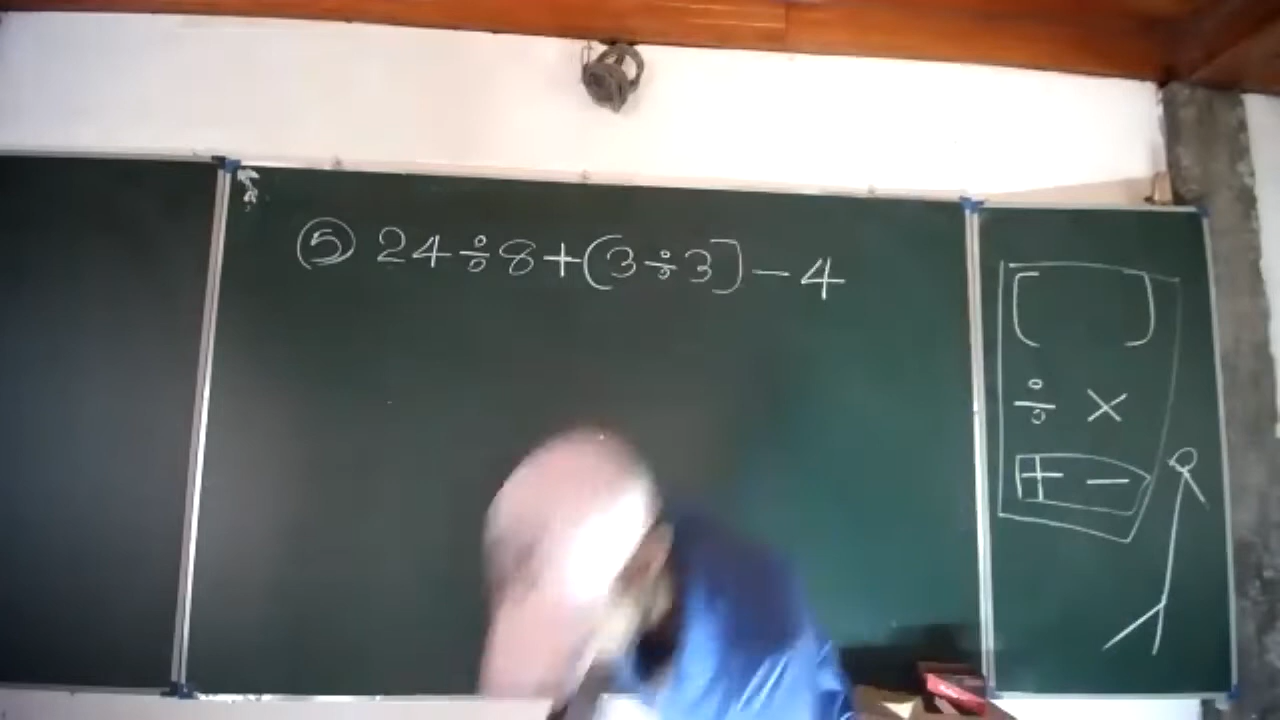 ⑤ 24÷8+(3÷3]-4
[ ]
÷ ×
+ -